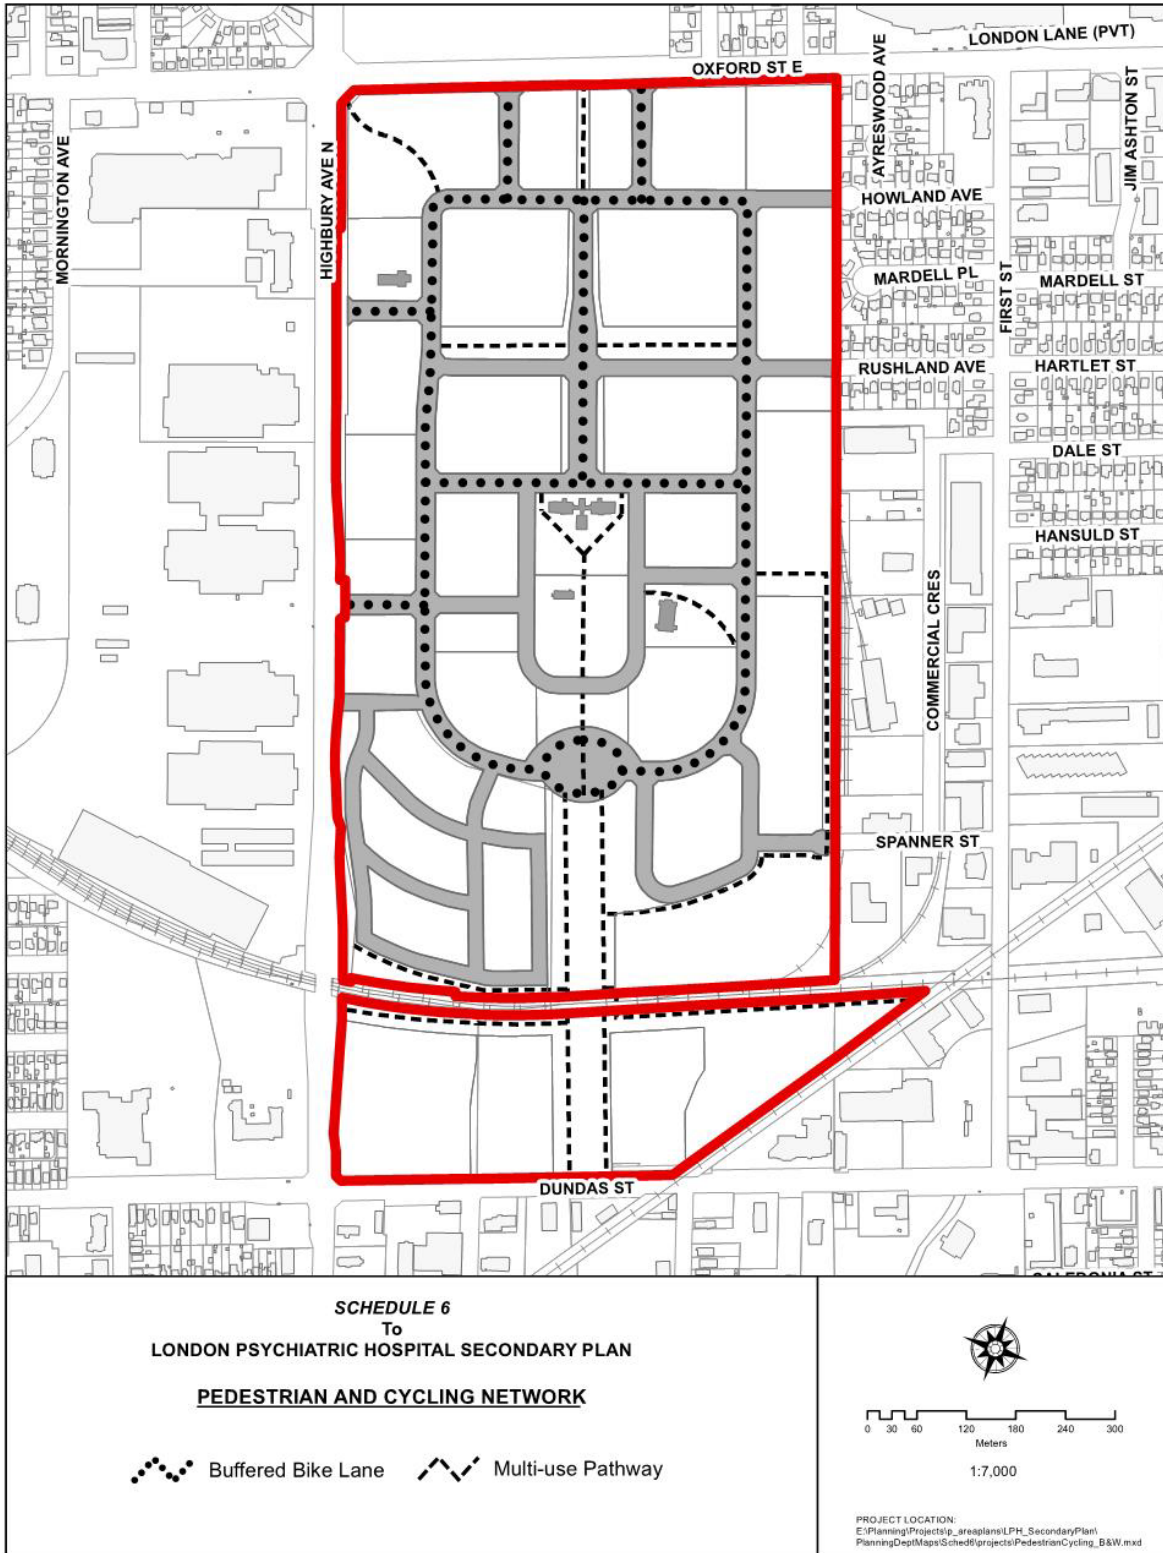 LONDON LANE (PVT)
OXFORD ST E
AYRESWOOD AVE
JIM ASHTON ST
MORNINGTON AVE
HIGHBURY AVE N
HOWLAND AVE
MARDELL PL
FIRST ST
MARDELL ST
RUSHLAND AVE
HARTLET ST
DALE ST
HANSULD ST
COMMERCIAL CRES
SPANNER ST
DUNDAS ST
CALEDONIA ST
SCHEDULE 6
To
LONDON PSYCHIATRIC HOSPITAL SECONDARY PLAN
PEDESTRIAN AND CYCLING NETWORK
Buffered Bike Lane
Multi-use Pathway
0 30 60 120 180 240 300
Meters
1:7,000
PROJECT LOCATION:
E:\Planning\Projects\p_areaplans\LPH_SecondaryPlan\
PlanningDeptMaps\Sched6\projects\PedestrianCycling_B&W.mxd